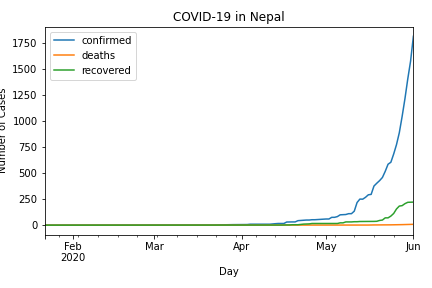 COVID-19 in Nepal
confirmed
deaths
recovered
1750
1500
1250
1000
750
500
250
0
Number of Cases
Feb
2020
Mar
Apr
May
Jun
Day